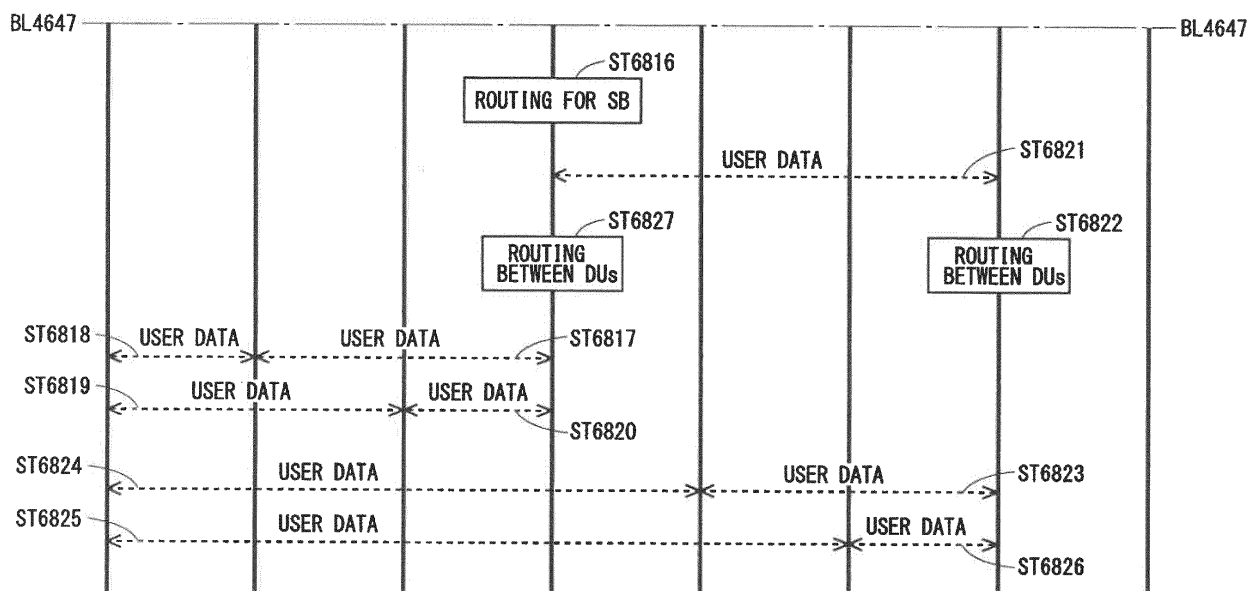 BL4647
BL4647
ST6816
ROUTING FOR SB
USER DATA
ST6821
ST6827
ROUTING
BETWEEN DUs
ST6822
ROUTING
BETWEEN DUs
ST6818
USER DATA
USER DATA
ST6817
ST6819
USER DATA
USER DATA
ST6820
ST6824
USER DATA
USER DATA
ST6823
ST6825
USER DATA
USER DATA
ST6826